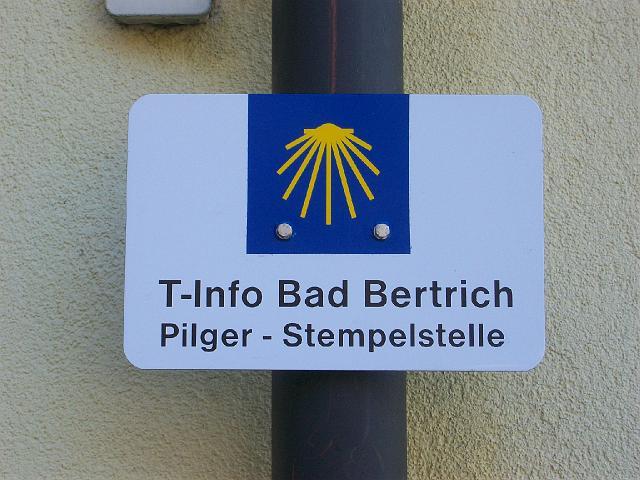 T-Info Bad Bertrich
Pilger - Stempelstelle